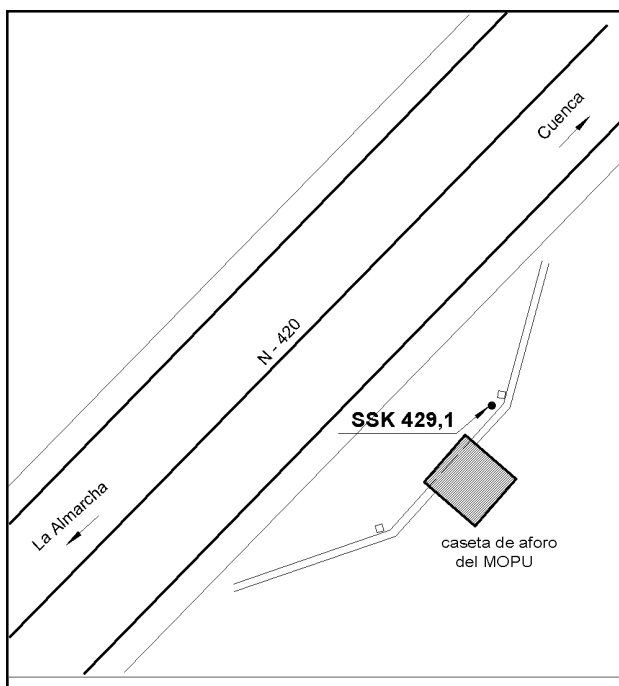 Cuenca
N - 420
SSK 429,1
La Almarcha
caseta de aforo
del MOPU